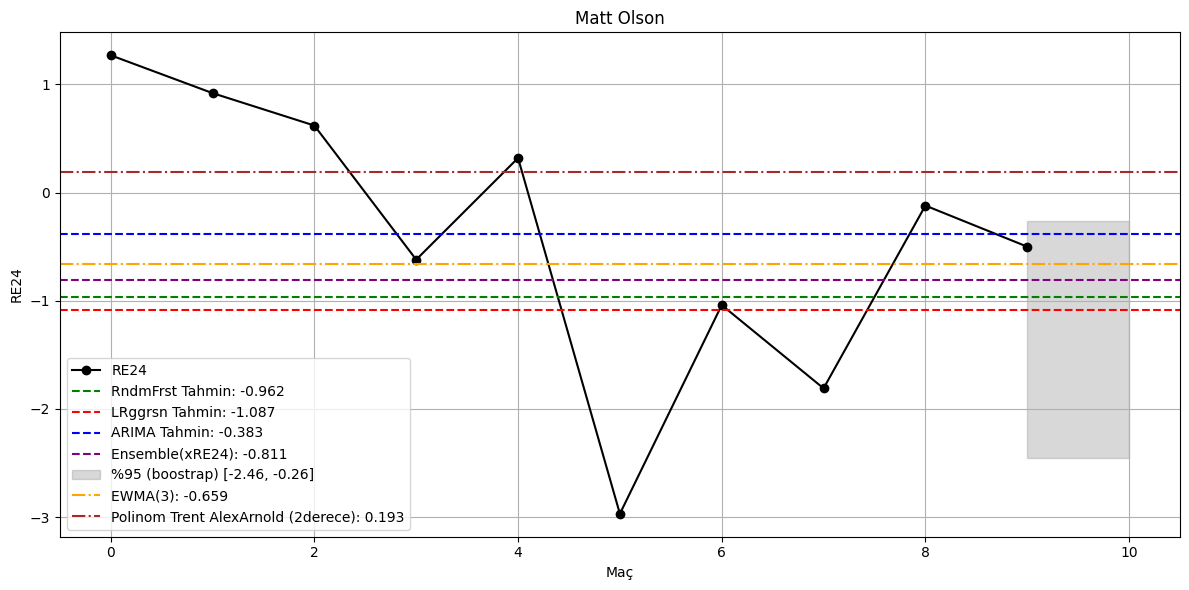 Matt Olson
RE24
1
0
−1
−2
−3
RE24
RndmFrst Tahmin: -0.962
LRggrsn Tahmin: -1.087
ARIMA Tahmin: -0.383
Ensemble(xRE24): -0.811
%95 (boostrap) [-2.46, -0.26]
EWMA(3): -0.659
Polinom Trent AlexArnold (2derece): 0.193
0 2 4 6 8 10
Maç